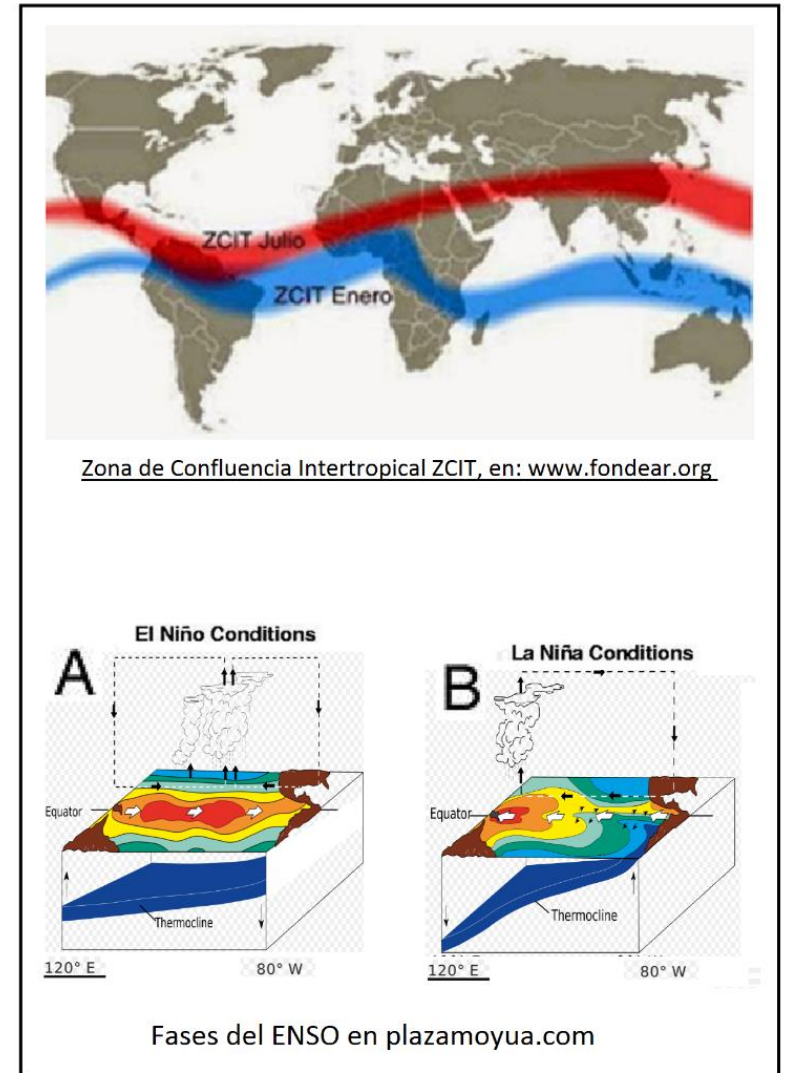 ZCIT Julio
ZCIT Enero
Zona de Confluencia Intertropical ZCIT, en: www.fondear.org
El Niño Conditions
A
Equator
Thermocline
120° E
80° W
La Niña Conditions
B
Equator
Thermocline
120° E
80° W
Fases del ENSO en plazamoyua.com